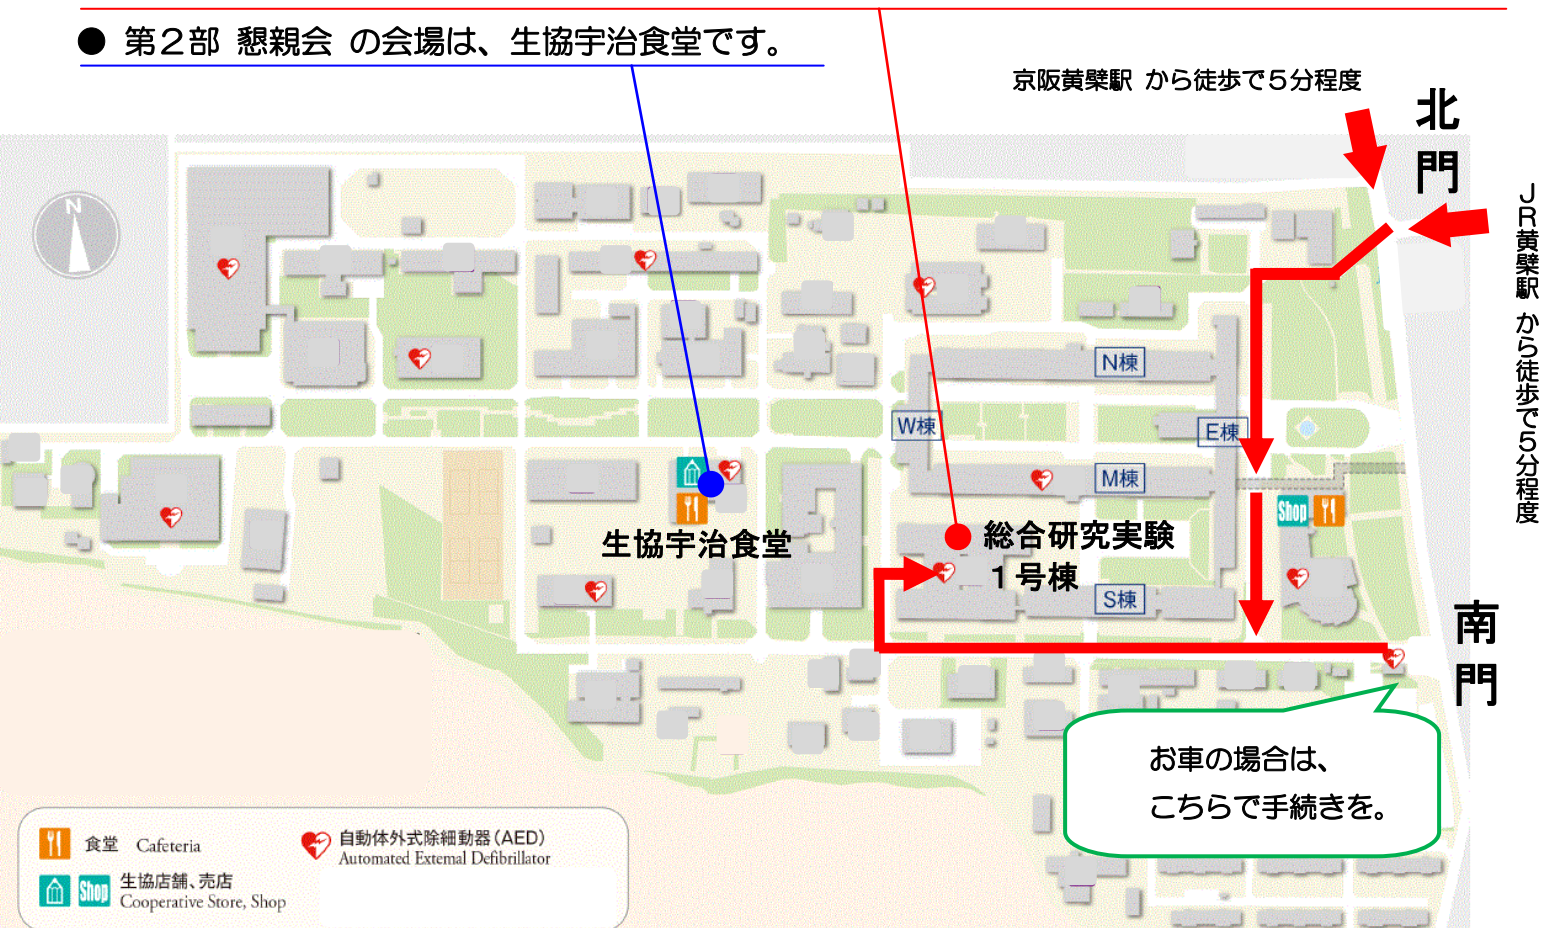 ● 第２部 懇親会 の会場は、生協宇治食堂です。
京阪黄檗駅 から徒歩で５分程度
北門
ＪＲ黄檗駅 から徒歩で５分程度
N
N棟
W棟
E棟
M棟
Shop
生協宇治食堂
総合研究実験
１号棟
S棟
南門
お車の場合は、
こちらで手続きを。
食堂 Cafeteria
自動体外式除細動器（AED）
Automated External Defibrillator
Shop
生協店舗、売店
Cooperative Store, Shop